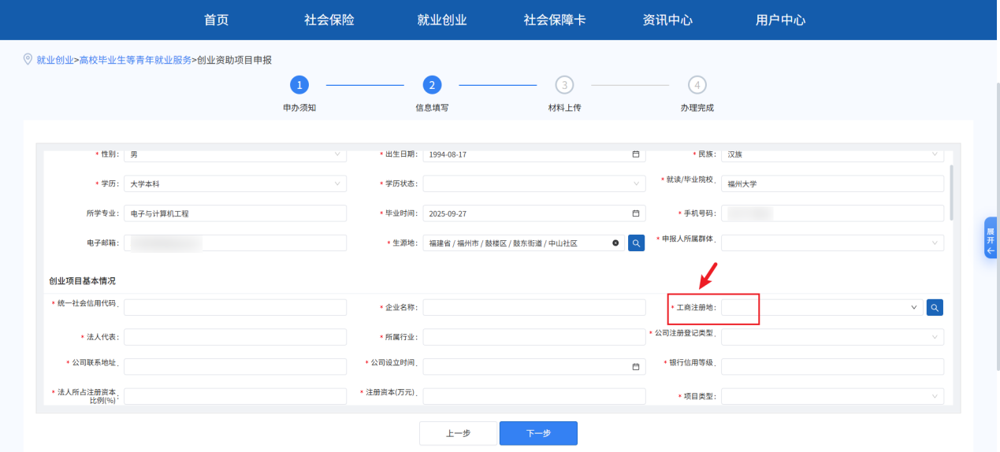 首页 社会保险 就业创业 社会保障卡 资讯中心 用户中心
就业创业>高校毕业生等青年就业服务>创业资助项目申报
1 2 3 4
申办须知 信息填写 材料上传 办理完成
* 性别: 男 * 出生日期: 1994-08-17 * 民族: 汉族
* 学历: 大学本科 * 学历状态: * 就读/毕业院校: 福州大学
所学专业: 电子与计算机工程 * 毕业时间: 2025-09-27 * 手机号码:
电子邮箱: * 生源地: 福建省 / 福州市 / 鼓楼区 / 鼓东街道 / 中山社区 * 申报人所属群体:
展开
创业项目基本情况
* 统一社会信用代码: * 企业名称: * 工商注册地:
* 法人代表: * 所属行业: * 公司注册登记类型:
* 公司联系地址: * 公司设立时间: * 银行信用等级:
* 法人所占注册资本比例(%): * 注册资本(万元): * 项目类型:
上一步 下一步